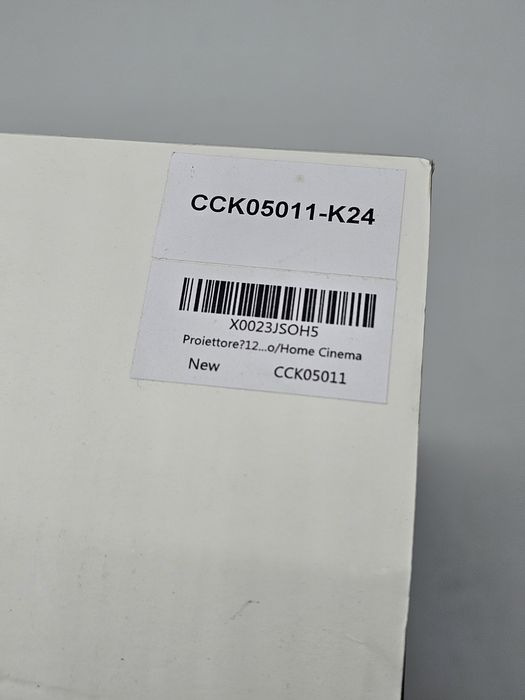 CCK05011-K24
X0023JSOH5
Proiettore?12...o/Home Cinema
New CCK05011